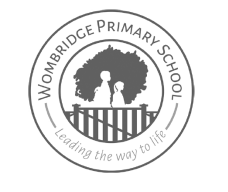 WOMBRIDGE PRIMARY SCHOOL
Leading the way to life